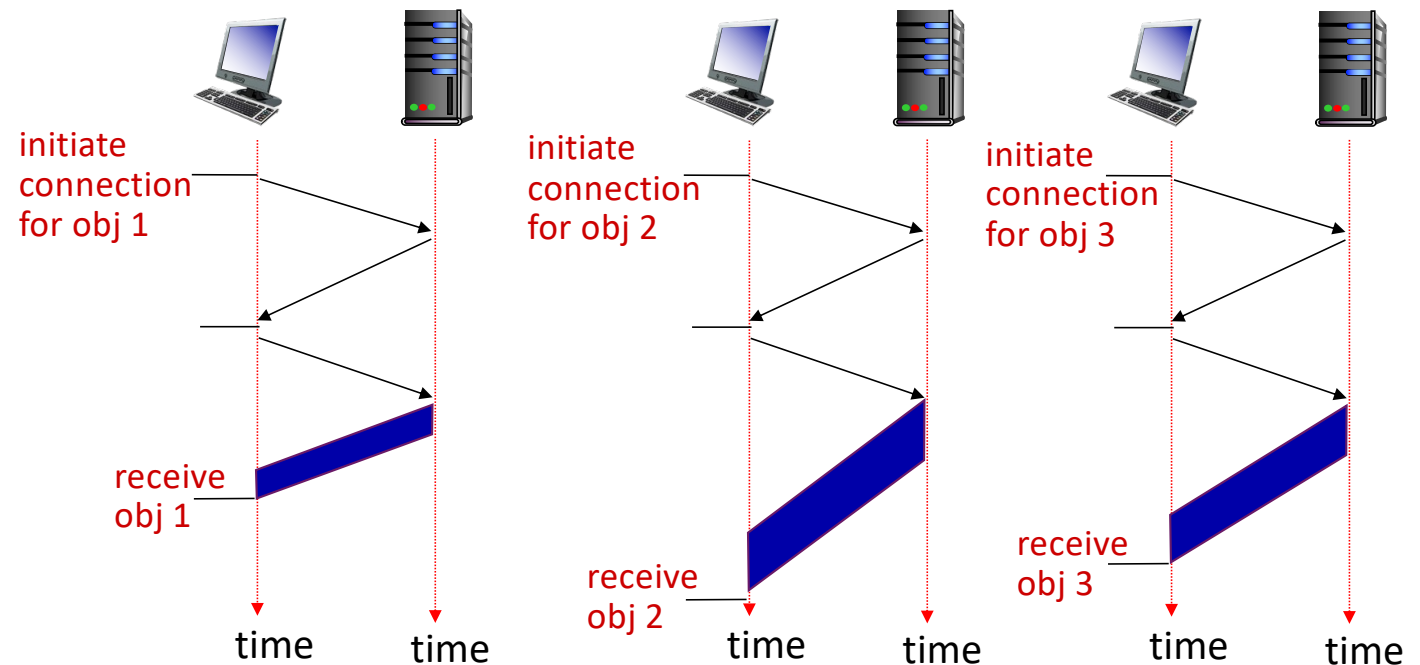 initiate
connection
for obj 1
receive
obj 1
time
time
initiate
connection
for obj 2
receive
obj 2
time
time
initiate
connection
for obj 3
receive
obj 3
time
time